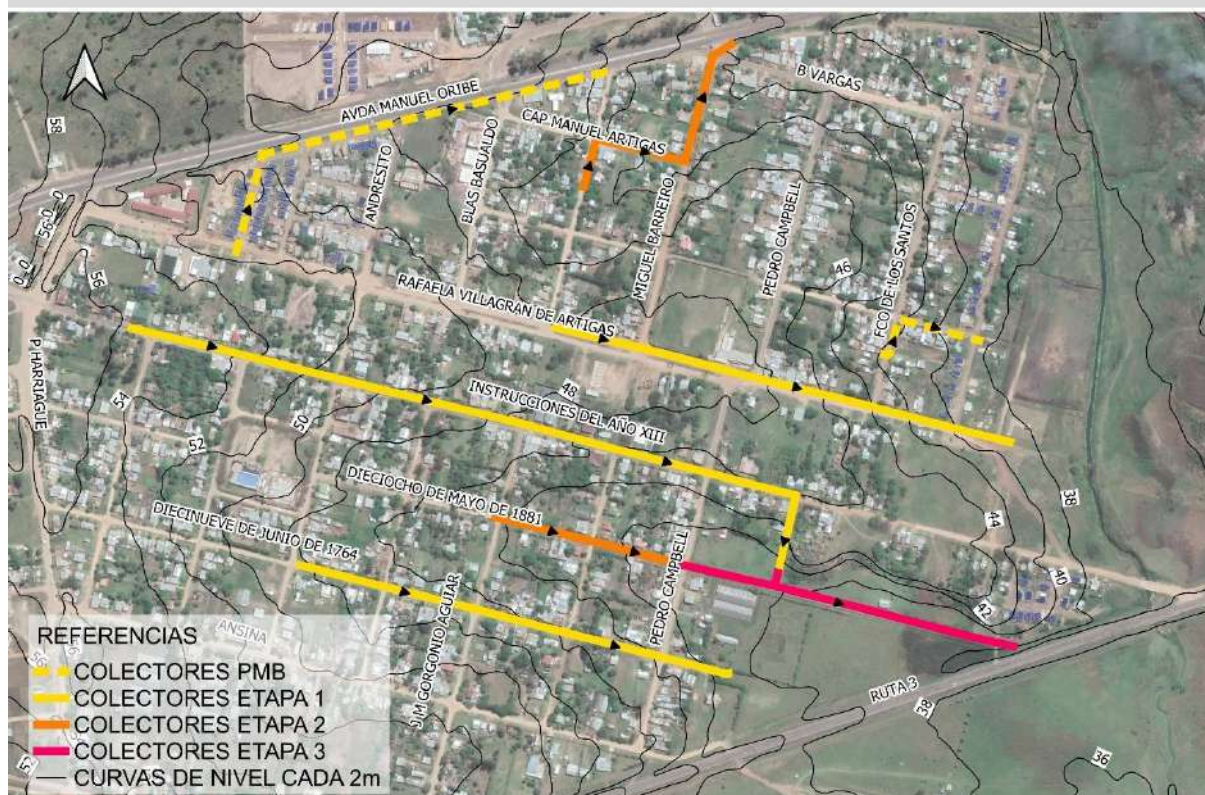 AVDA MANUEL ORIBE
B VARGAS
58
CAP MANUEL ARTIGAS
ANDRESITO
BLAS BASUALDO
MIGUEL BARREIRO
PEDRO CAMPBELL
FCO DE LOS SANTOS
46
56
RAFAELA VILLAGRAN DE ARTIGAS
P HARRIAGUE
54
48
50
52
INSTRUCCIONES DEL AÑO XIII
DIECIOCHO DE MAYO DE 1881
DIECINUEVE DE JUNIO DE 1764
38
44
40
42
J M GORGONIO AGUIAR
PEDRO CAMPBELL
RUTA 3
38
36
ANSINA
56
REFERENCIAS
COLECTORES PMB
COLECTORES ETAPA 1
COLECTORES ETAPA 2
COLECTORES ETAPA 3
CURVAS DE NIVEL CADA 2m